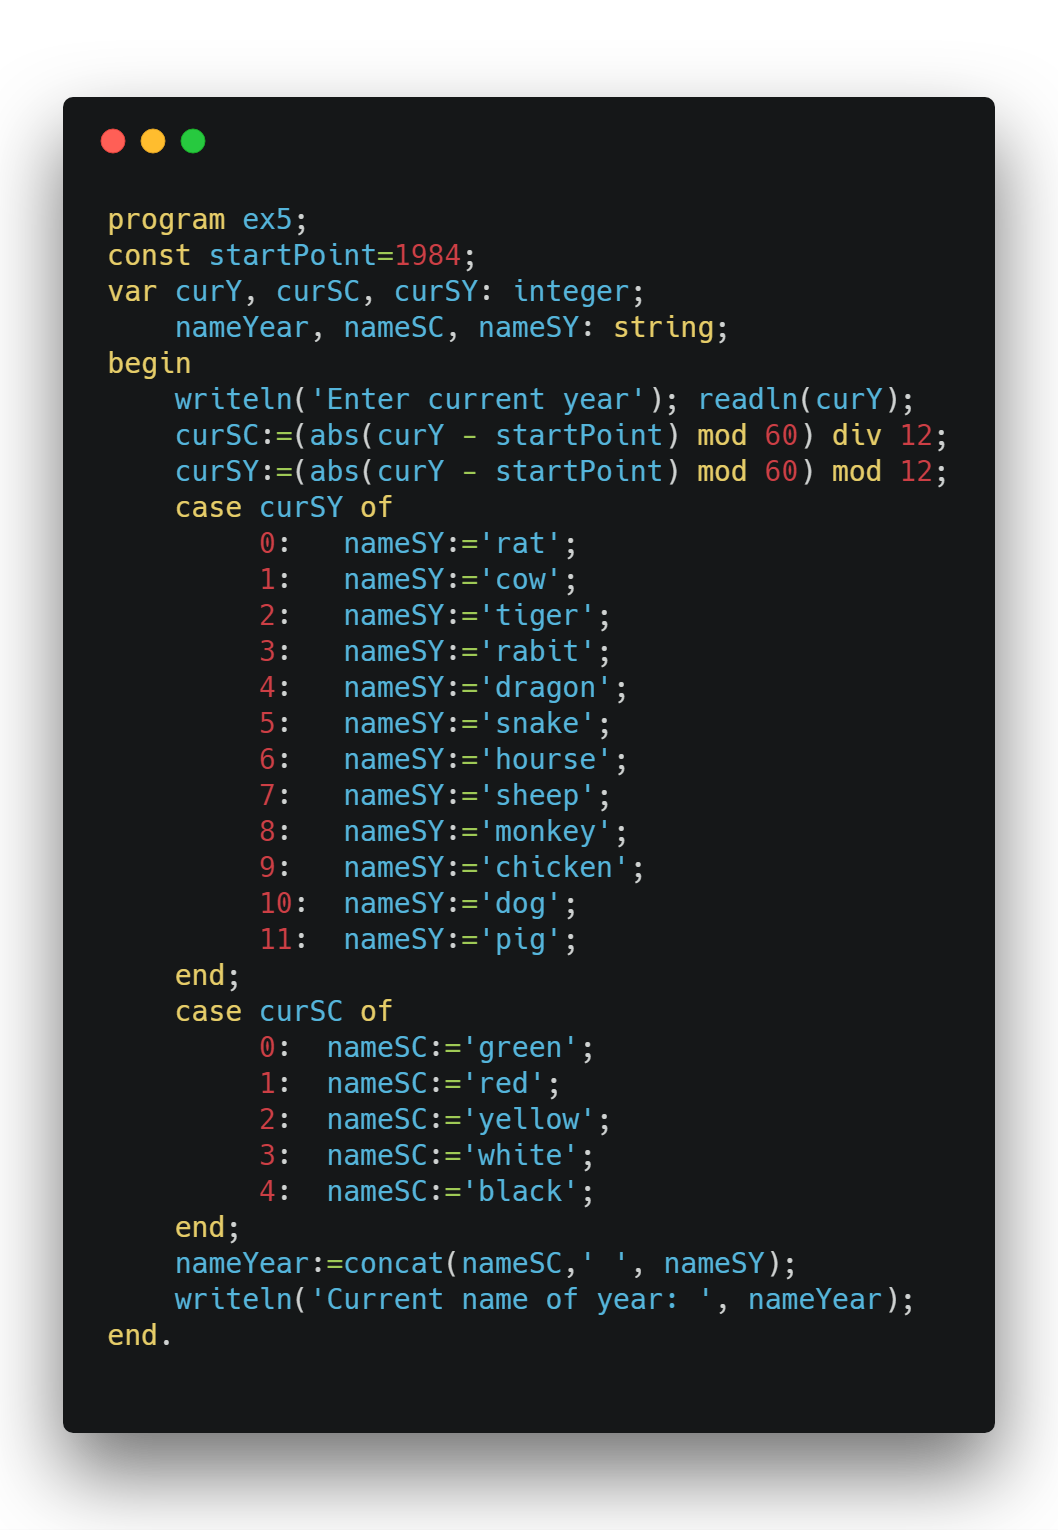 program ex5;
const startPoint=1984;
var curY, curSC, curSY: integer;
    nameYear, nameSC, nameSY: string;
begin
    writeln('Enter current year'); readln(curY);
    curSC:=(abs(curY - startPoint) mod 60) div 12;
    curSY:=(abs(curY - startPoint) mod 60) mod 12;
    case curSY of
         0:   nameSY:='rat';
         1:   nameSY:='cow';
         2:   nameSY:='tiger';
         3:   nameSY:='rabit';
         4:   nameSY:='dragon';
         5:   nameSY:='snake';
         6:   nameSY:='hourse';
         7:   nameSY:='sheep';
         8:   nameSY:='monkey';
         9:   nameSY:='chicken';
         10:  nameSY:='dog';
         11:  nameSY:='pig';
    end;
    case curSC of
         0:  nameSC:='green';
         1:  nameSC:='red';
         2:  nameSC:='yellow';
         3:  nameSC:='white';
         4:  nameSC:='black';
    end;
    nameYear:=concat(nameSC,' ', nameSY);
    writeln('Current name of year: ', nameYear);
end.